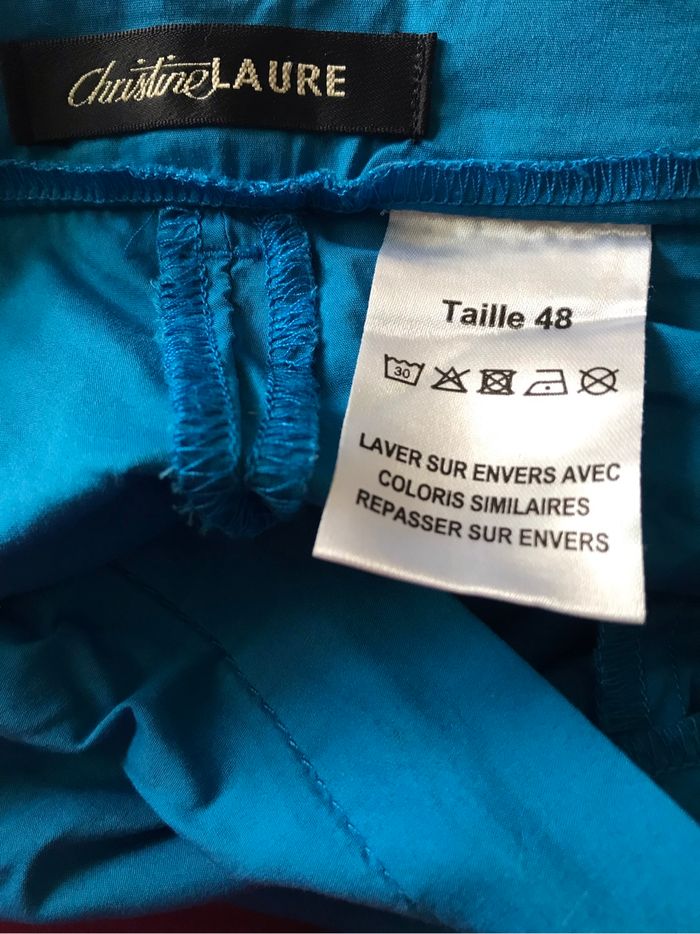 Christine LAURE
Taille 48
30
LAVER SUR ENVERS AVEC
COLORIS SIMILAIRES
REPASSER SUR ENVERS